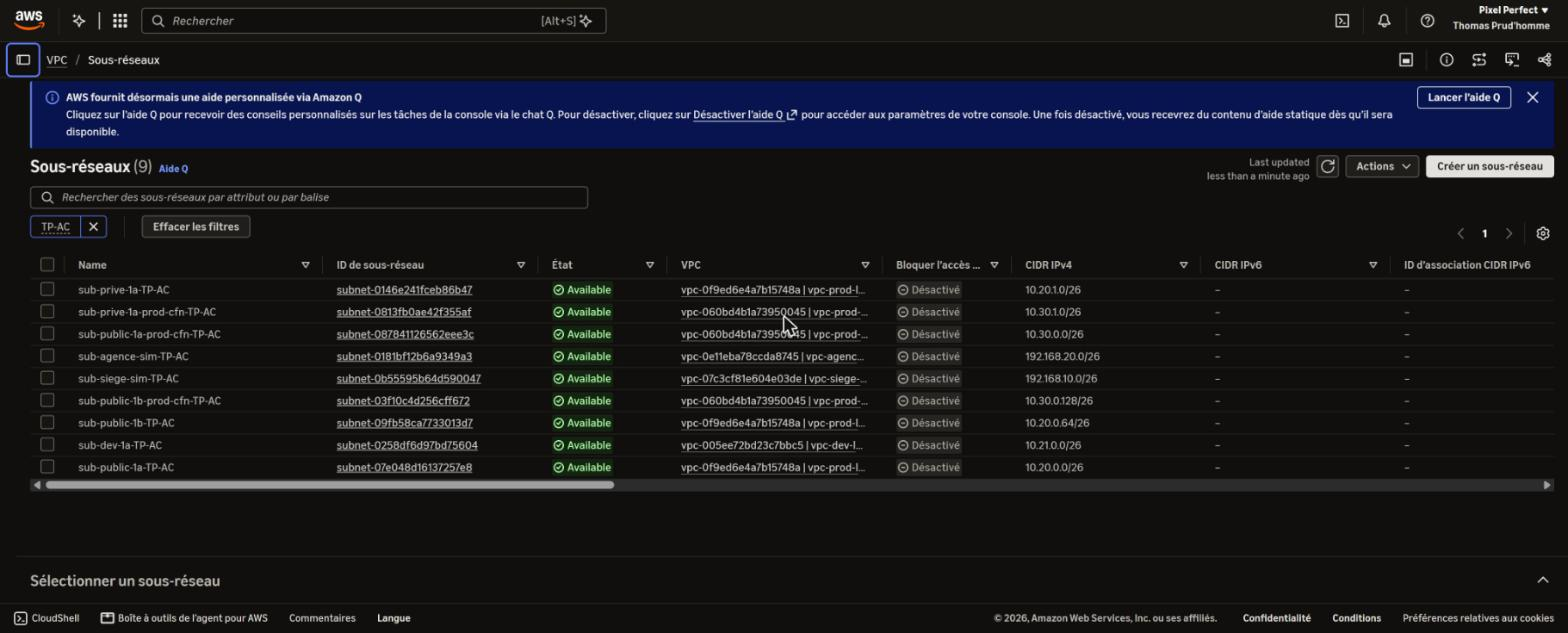 aws
Rechercher [Alt+S]
Pixel Perfect ▼
Thomas Prud'homme
VPC / Sous-réseaux
AWS fournit désormais une aide personnalisée via Amazon Q
Lancer l'aide Q
Cliquez sur l'aide Q pour recevoir des conseils personnalisés sur les tâches de la console via le chat Q. Pour désactiver, cliquez sur Désactiver l'aide Q pour accéder aux paramètres de votre console. Une fois désactivé, vous recevrez du contenu d'aide statique dès qu'il sera
disponible.
Sous-réseaux (9) Aide Q
Last updated
less than a minute ago
Actions
Créer un sous-réseau
Rechercher des sous-réseaux par attribut ou par balise
TP-AC
Effacer les filtres
1
Name ID de sous-réseau État VPC Bloquer l'accès ... CIDR IPv4 CIDR IPv6 ID d'association CIDR IPv6
sub-prive-1a-TP-AC subnet-0146e241fceb86b47 Available vpc-0f9ed6e4a7b15748a | vpc-prod-l... Désactivé 10.20.1.0/26 – –
sub-prive-1a-prod-cfn-TP-AC subnet-0813fb0ae42f355af Available vpc-060bd4b1a73950045 | vpc-prod-... Désactivé 10.30.1.0/26 – –
sub-public-1a-prod-cfn-TP-AC subnet-087841126562eee3c Available vpc-060bd4b1a73950045 | vpc-prod-... Désactivé 10.30.0.0/26 – –
sub-agence-sim-TP-AC subnet-0181bf12b6a9349a3 Available vpc-0e11eba78ccda8745 | vpc-agenc... Désactivé 192.168.20.0/26 – –
sub-siege-sim-TP-AC subnet-0b55595b64d590047 Available vpc-07c3cf81e604e03de | vpc-siege-... Désactivé 192.168.10.0/26 – –
sub-public-1b-prod-cfn-TP-AC subnet-03f10c4d256cff672 Available vpc-060bd4b1a73950045 | vpc-prod-... Désactivé 10.30.0.128/26 – –
sub-public-1b-TP-AC subnet-09fb58ca7733013d7 Available vpc-0f9ed6e4a7b15748a | vpc-prod-l... Désactivé 10.20.0.64/26 – –
sub-dev-1a-TP-AC subnet-0258df6d97bd75604 Available vpc-005ee72bd23c7bbc5 | vpc-dev-l... Désactivé 10.21.0.0/26 – –
sub-public-1a-TP-AC subnet-07e048d16137257e8 Available vpc-0f9ed6e4a7b15748a | vpc-prod-l... Désactivé 10.20.0.0/26 – –
Sélectionner un sous-réseau
CloudShell Boîte à outils de l'agent pour AWS Commentaires Langue © 2026, Amazon Web Services, Inc. ou ses affiliés. Confidentialité Conditions Préférences relatives aux cookies